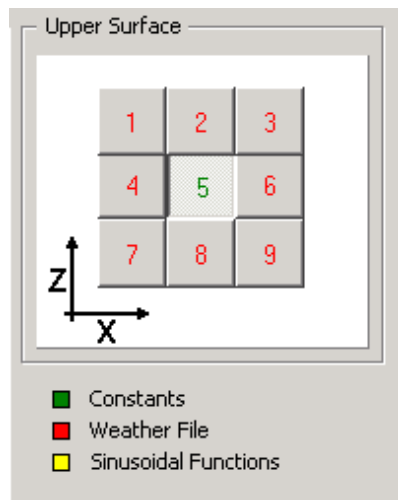 Upper Surface
1 2 3
4 5 6
7 8 9
Z
X
Constants
Weather File
Sinusoidal Functions